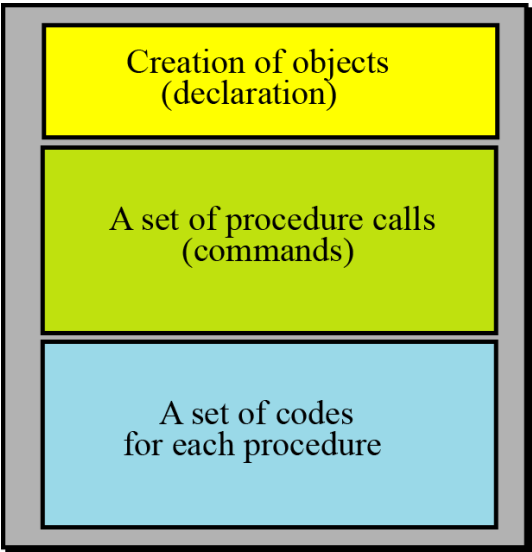 Creation of objects
(declaration)
A set of procedure calls
(commands)
A set of codes
for each procedure